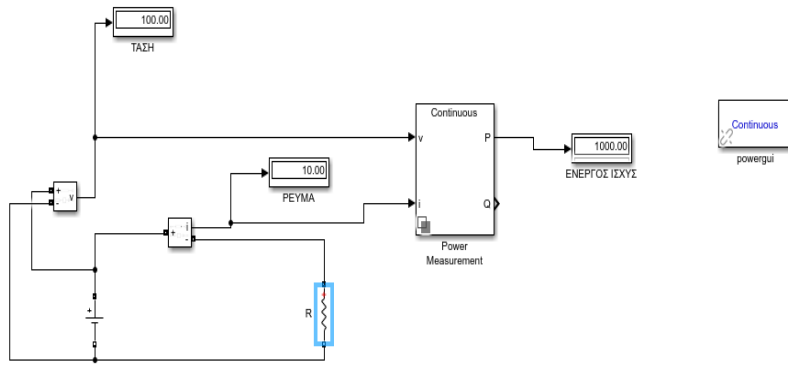 100.00
ΤΑΣΗ
Continuous
v
P
i
Q
Power
Measurement
1000.00
ΕΝΕΡΓΟΣ ΙΣΧΥΣ
Continuous
powergui
10.00
ΡΕΥΜΑ
+
-
v
+
i
-
+
R
+